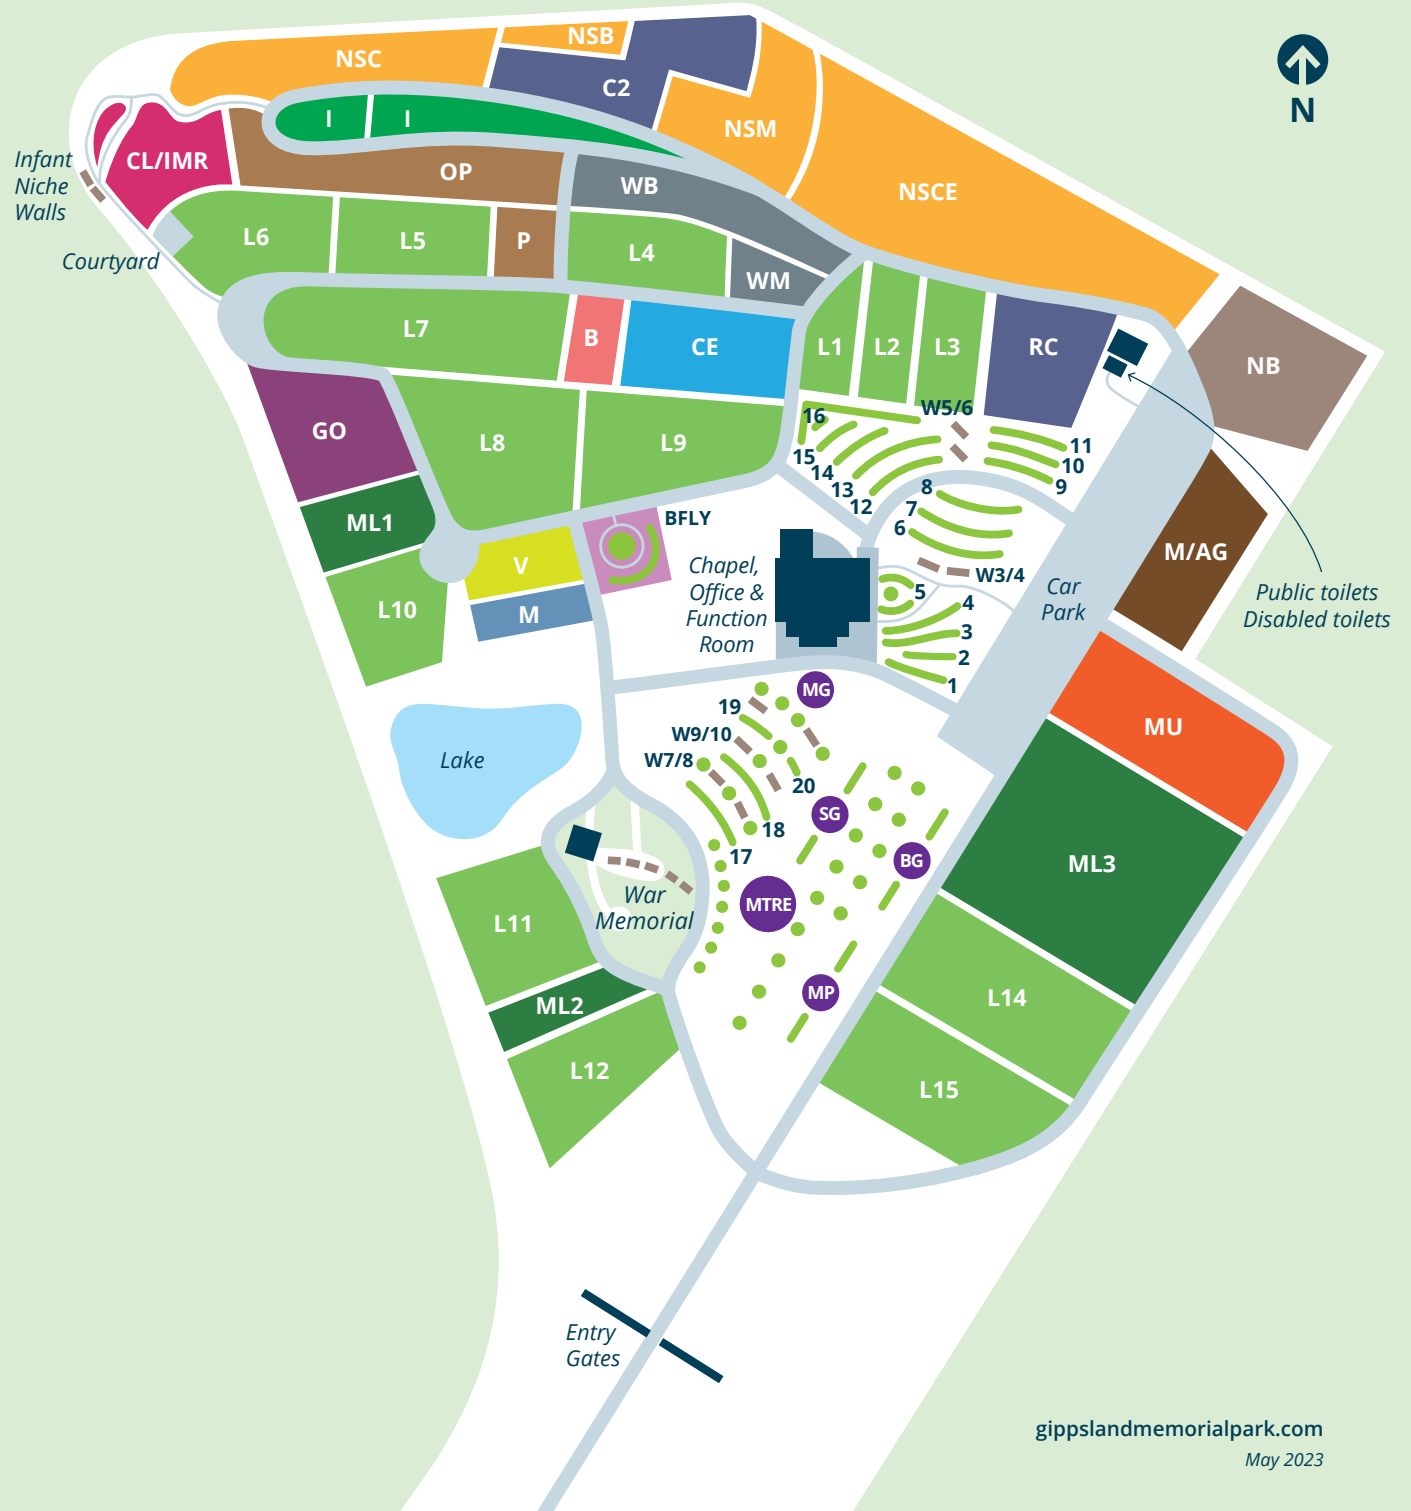 NSB
NSC
C2
N
I
I
NSM
Infant
Niche
Walls
CL/IMR
OP
WB
NSCE
L6
L5
P
L4
Courtyard
WM
L7
B
CE
L1
L2
L3
RC
NB
GO
L8
L9
16
W5/6
15
14
13
12
11
10
9
8
7
6
ML1
BFLY
V
Chapel,
Office &
Function
Room
W3/4
M/AG
5
Car
Park
Public toilets
Disabled toilets
L10
M
4
3
2
1
MG
19
W9/10
W7/8
MU
Lake
20
SG
18
17
BG
ML3
War
Memorial
MTRE
L11
MP
L14
ML2
L12
L15
Entry
Gates
gippslandmemorialpark.com
May 2023